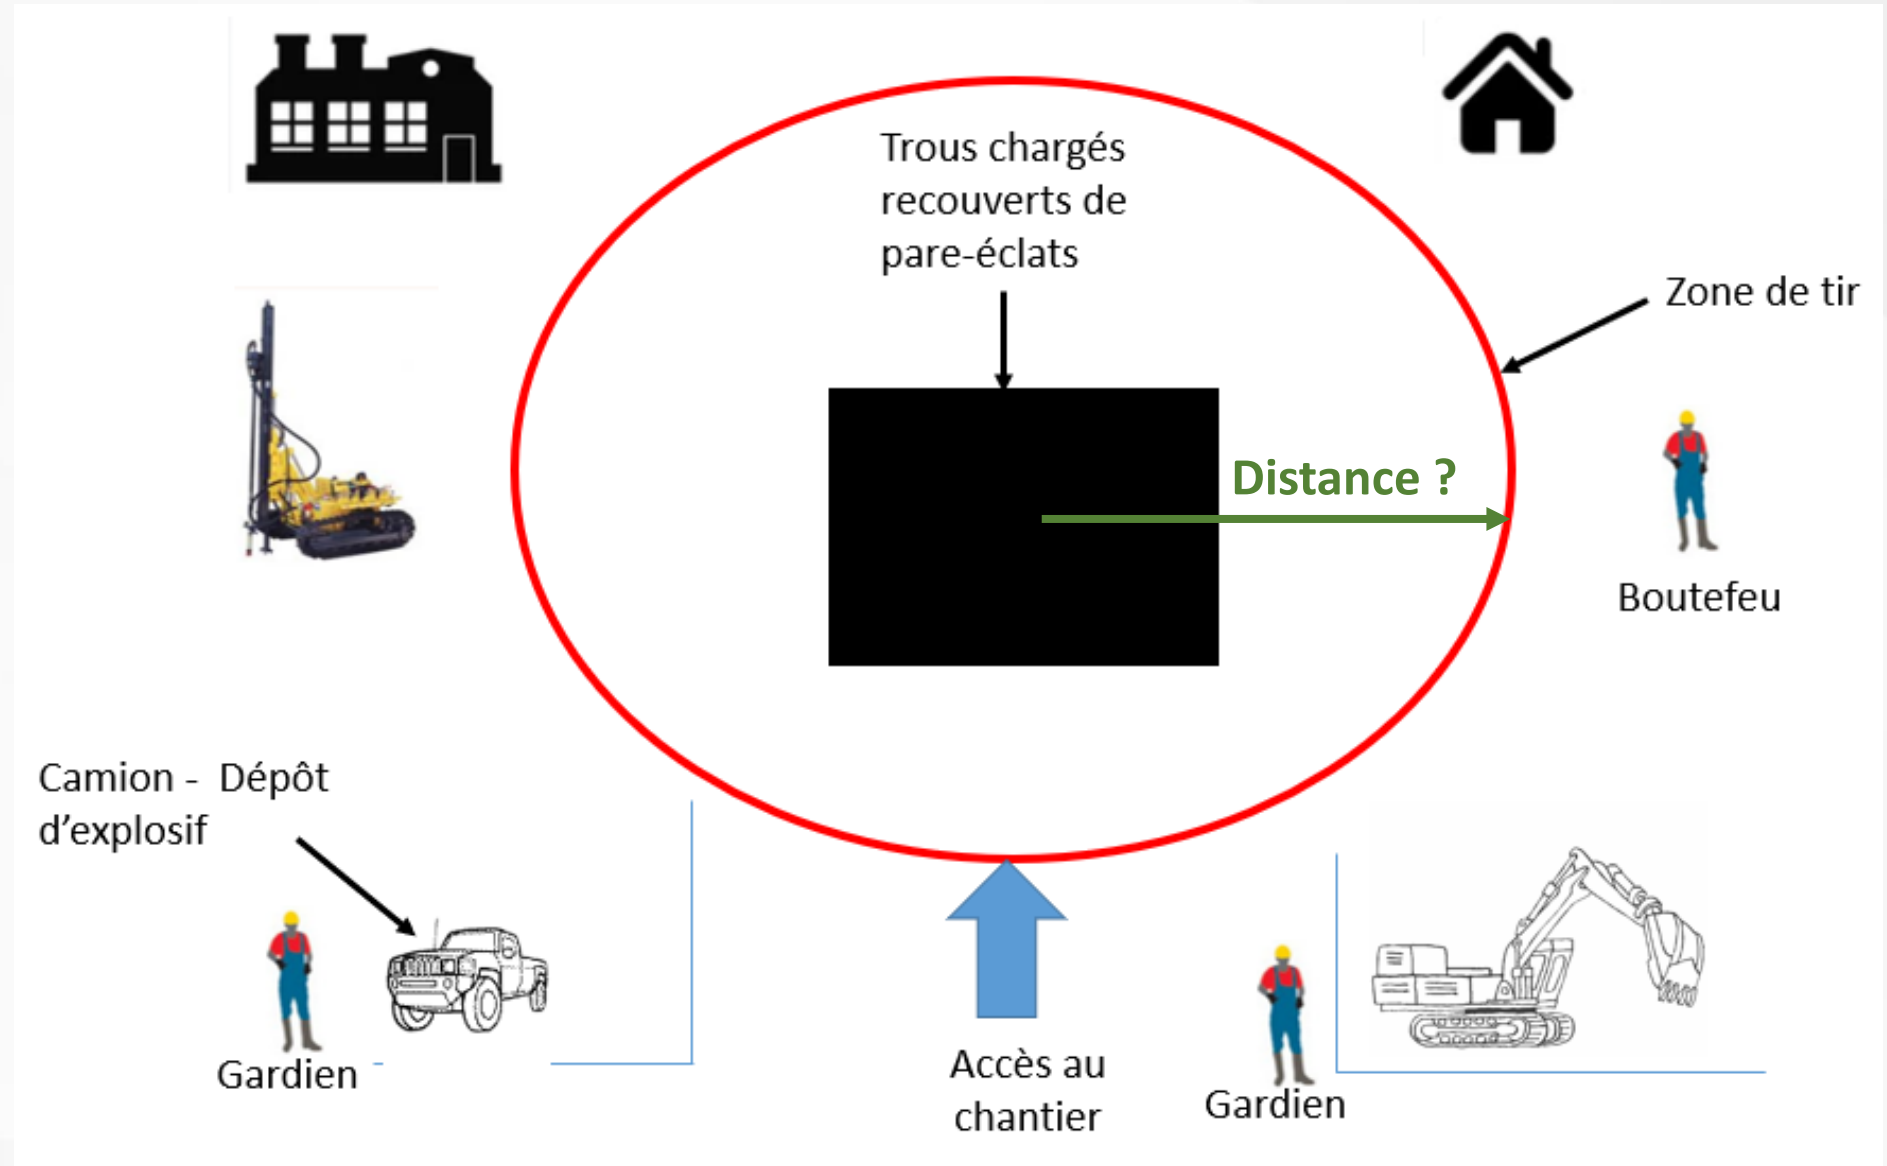 Trous chargés
recouverts de
pare-éclats
Zone de tir
Distance ?
Boutefeu
Camion - Dépôt
d'explosif
Gardien
Accès au
chantier
Gardien